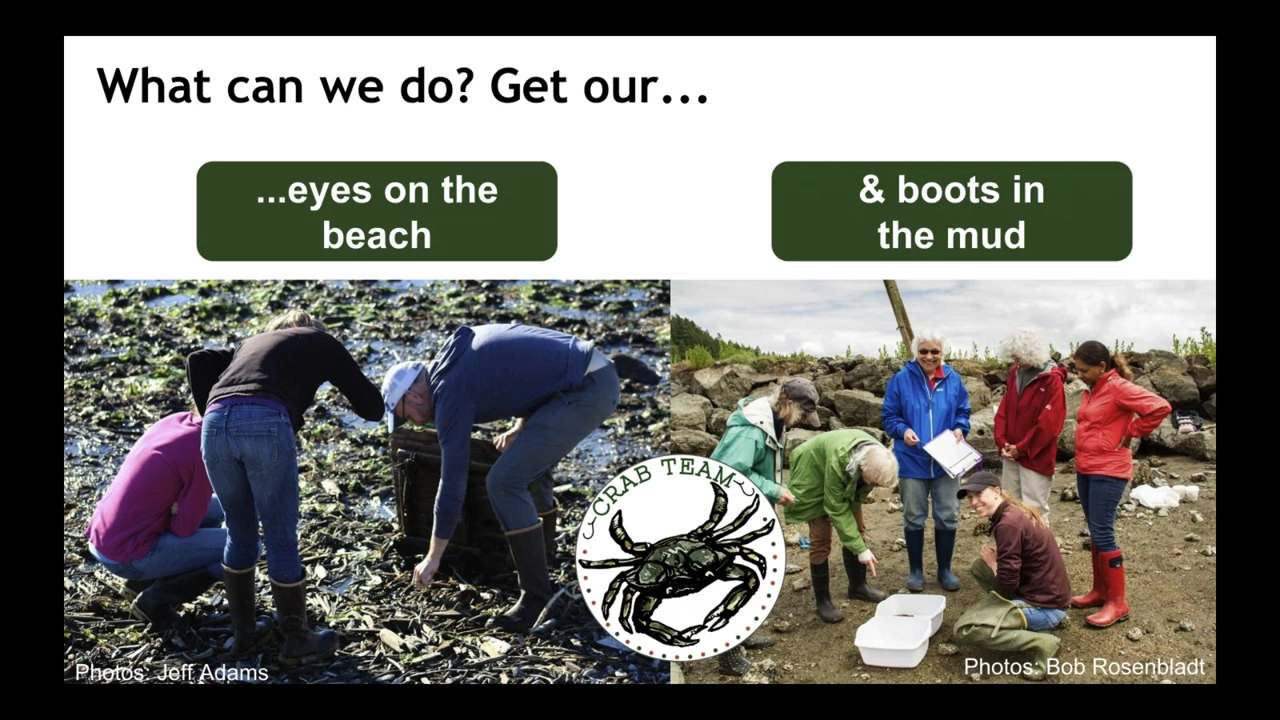 What can we do? Get our...
...eyes on the
beach
& boots in
the mud
CRAB TEAM
Photos: Jeff Adams
Photos: Bob Rosenbladt